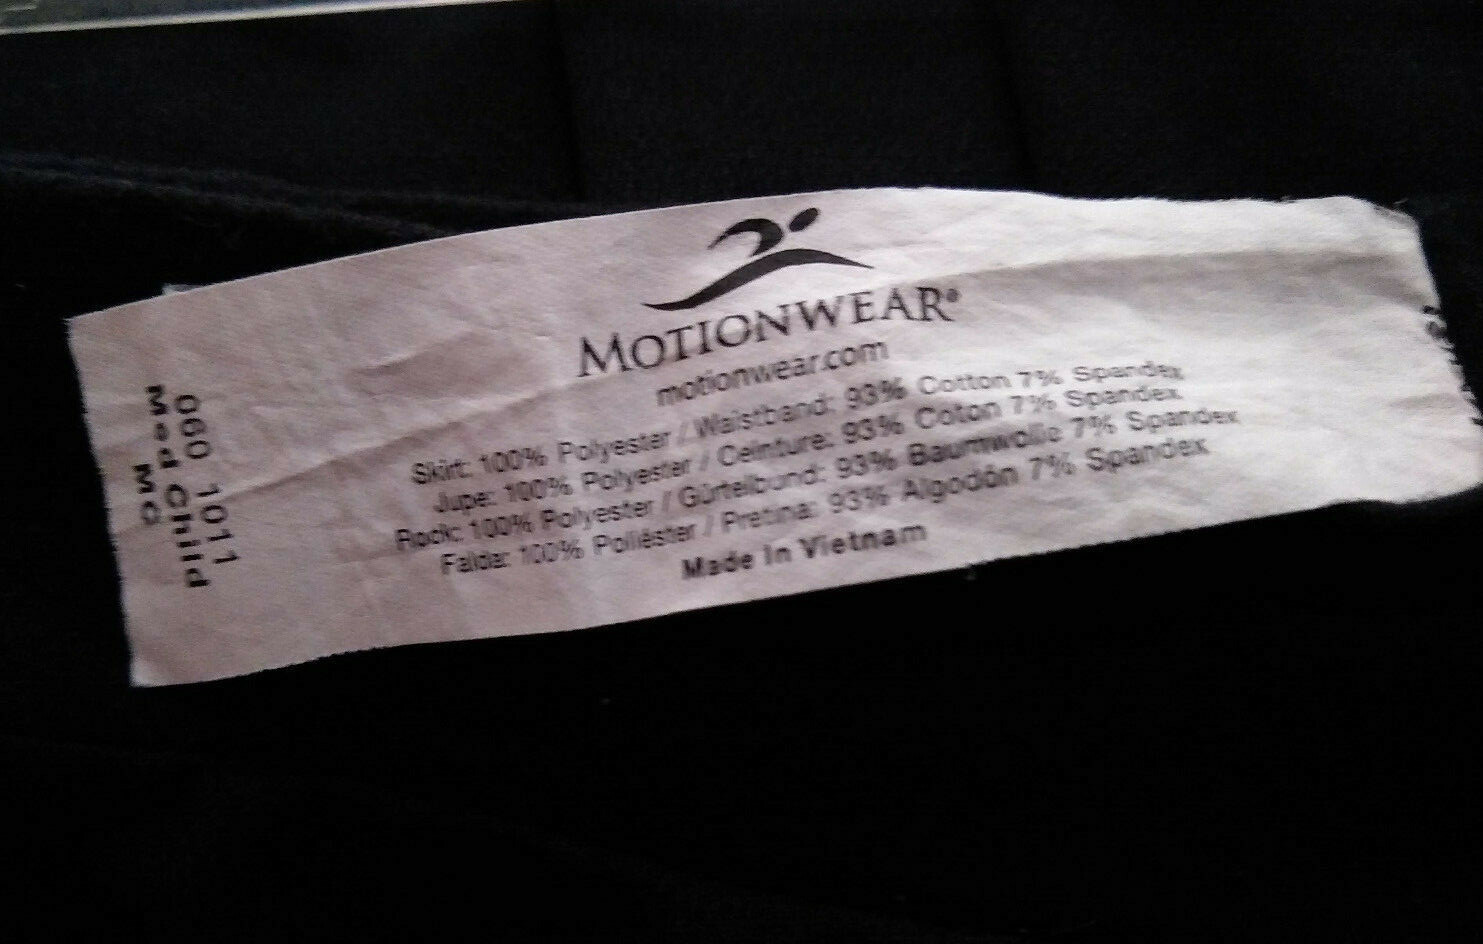 MOTIONWEAR®
motionwear.com
Skirt: 100% Polyester / Waistband: 93% Cotton 7% Spandex
Jupe: 100% Polyester / Ceinture: 93% Coton 7% Spandex
Rock: 100% Polyester / Gürtelbund: 93% Baumwolle 7% Spandex
Falda: 100% Poliéster / Pretina: 93% Algodón 7% Spandex
Made In Vietnam
060 1011
Med Child
MC